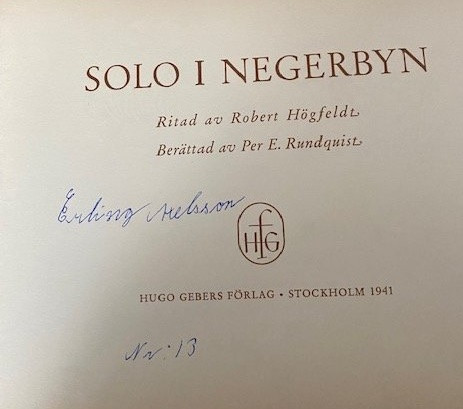 SOLO I NEGERBYN
Ritad av Robert Högfeldt
Berättad av Per E. Rundquist
Erling Axelsson
HfG
HUGO GEBERS FÖRLAG • STOCKHOLM 1941
Nr: 13